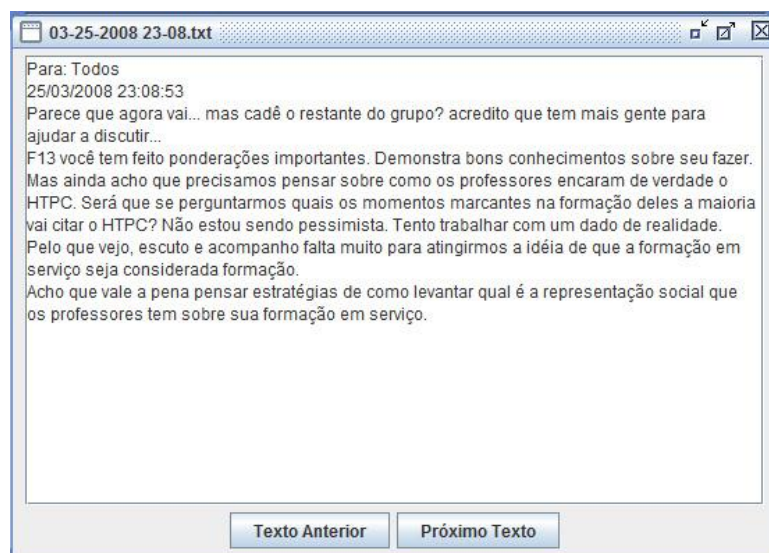 03-25-2008 23-08.txt
Para: Todos
25/03/2008 23:08:53
Parece que agora vai... mas cadê o restante do grupo? acredito que tem mais gente para
ajudar a discutir...
F13 você tem feito ponderações importantes. Demonstra bons conhecimentos sobre seu fazer.
Mas ainda acho que precisamos pensar sobre como os professores encaram de verdade o
HTPC. Será que se perguntarmos quais os momentos marcantes na formação deles a maioria
vai citar o HTPC? Não estou sendo pessimista. Tento trabalhar com um dado de realidade.
Pelo que vejo, escuto e acompanho falta muito para atingirmos a idéia de que a formação em
serviço seja considerada formação.
Acho que vale a pena pensar estratégias de como levantar qual é a representação social que
os professores tem sobre sua formação em serviço.
Texto Anterior Próximo Texto